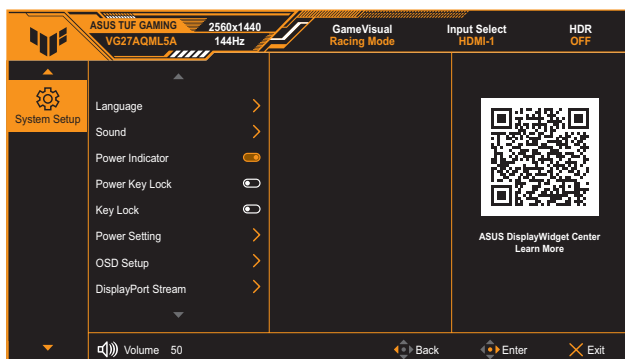 ASUS TUF GAMING 2560x1440
VG27AQML5A 144Hz
GameVisual
Racing Mode
Input Select
HDMI-1
HDR
OFF
System Setup
Language
Sound
Power Indicator
Power Key Lock
Key Lock
Power Setting
OSD Setup
DisplayPort Stream
ASUS DisplayWidget Center
Learn More
Volume 50
Back
Enter
Exit